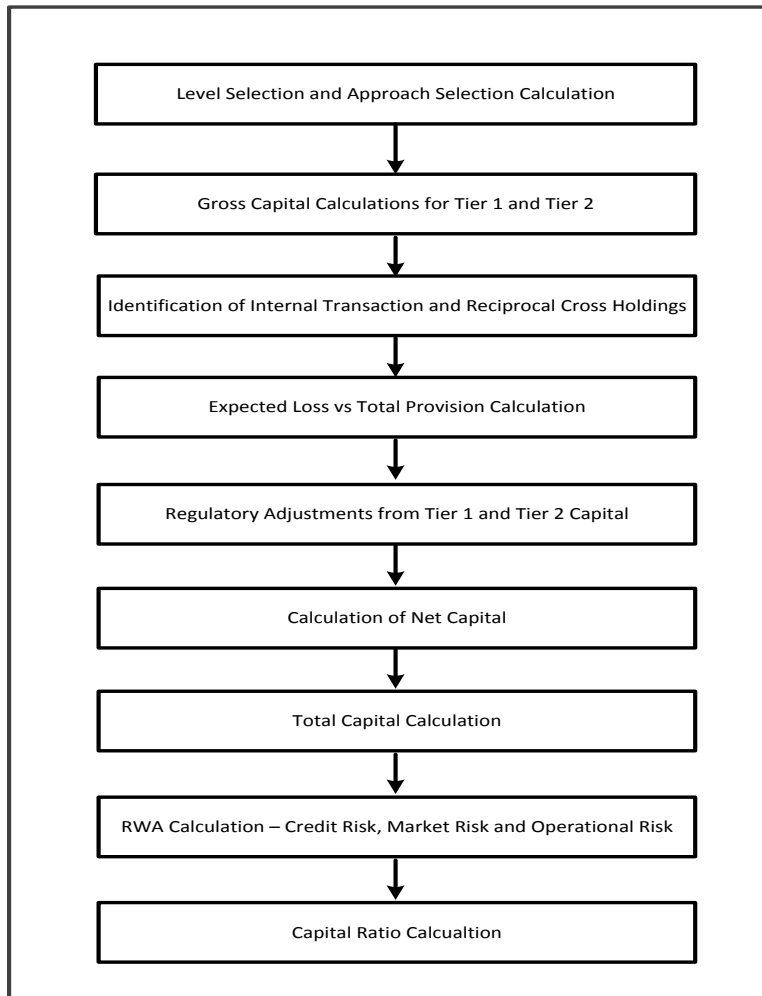 Level Selection and Approach Selection Calculation
Gross Capital Calculations for Tier 1 and Tier 2
Identification of Internal Transaction and Reciprocal Cross Holdings
Expected Loss vs Total Provision Calculation
Regulatory Adjustments from Tier 1 and Tier 2 Capital
Calculation of Net Capital
Total Capital Calculation
RWA Calculation – Credit Risk, Market Risk and Operational Risk
Capital Ratio Calcualtion